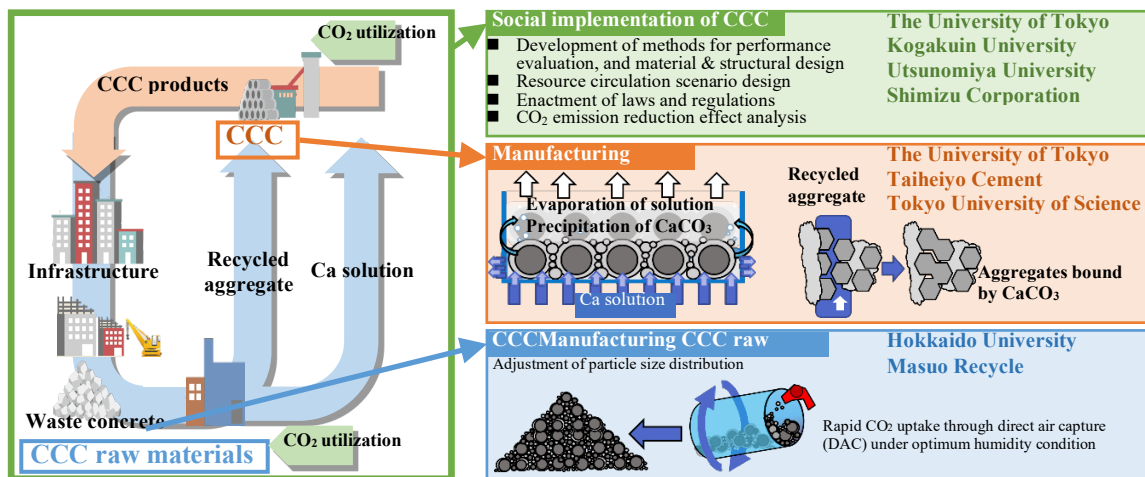 CO₂ utilization
CCC products
CCC
Infrastructure
Recycled
aggregate
Ca solution
Waste concrete
CCC raw materials
CO₂ utilization
Social implementation of CCC
■ Development of methods for performance
evaluation, and material & structural design
■ Resource circulation scenario design
■ Enactment of laws and regulations
■ CO₂ emission reduction effect analysis
The University of Tokyo
Kogakuin University
Utsunomiya University
Shimizu Corporation
Manufacturing
Evaporation of solution
Precipitation of CaCO₃
Ca solution
Recycled
aggregate
Aggregates bound
by CaCO₃
The University of Tokyo
Taiheiyo Cement
Tokyo University of Science
CCCManufacturing CCC raw
Adjustment of particle size distribution
Hokkaido University
Masuo Recycle
Rapid CO₂ uptake through direct air capture
(DAC) under optimum humidity condition